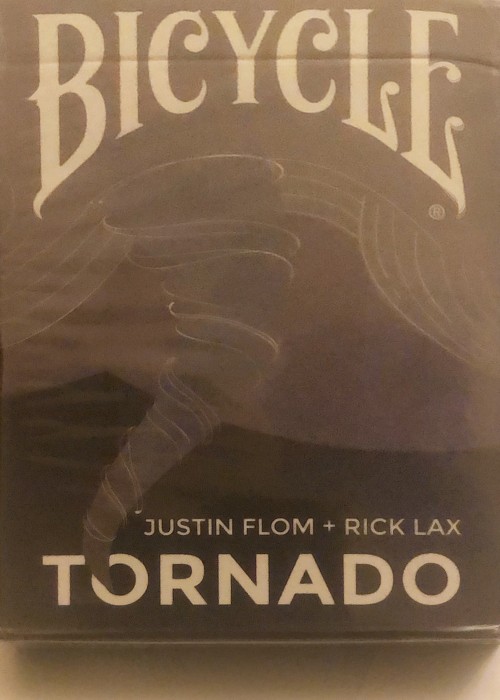 BICYCLE
®
JUSTIN FLOM + RICK LAX
TORNADO